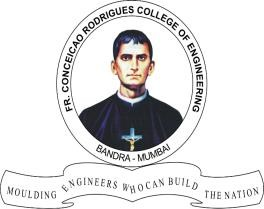 FR. CONCEICAO RODRIGUES COLLEGE OF ENGINEERING
BANDRA - MUMBAI
MOULDING ENGINEERS WHO CAN BUILD THE NATION